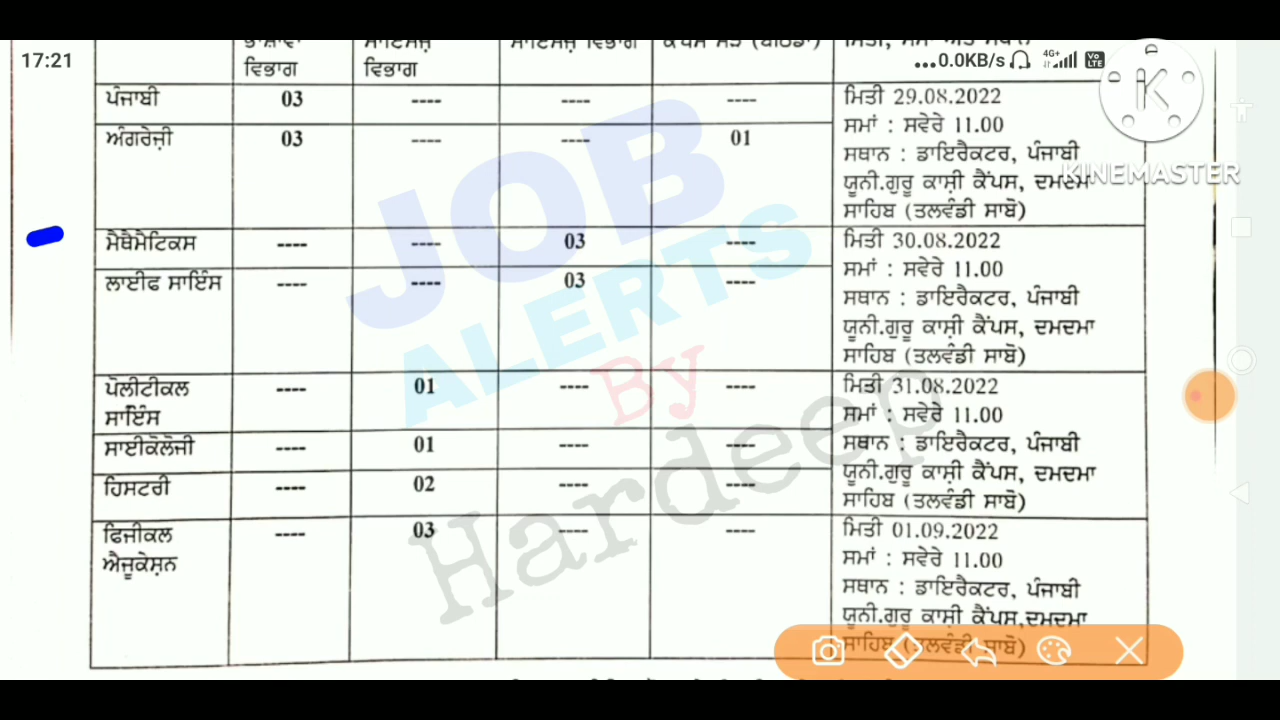 17:21
...0.0KB/s 4G+ Vo LTE
KINEMASTER
ਵਿਭਾਗ ਵਿਭਾਗ
ਪੰਜਾਬੀ 03 ---- ---- ---- ਮਿਤੀ 29.08.2022
ਸਮਾਂ : ਸਵੇਰੇ 11.00
ਅੰਗਰੇਜ਼ੀ 03 ---- ---- 01
ਸਥਾਨ : ਡਾਇਰੈਕਟਰ, ਪੰਜਾਬੀ
ਯੂਨੀ.ਗੁਰੂ ਕਾਸ਼ੀ ਕੈਂਪਸ, ਦਮਦਮਾ
ਸਾਹਿਬ (ਤਲਵੰਡੀ ਸਾਬੋ)
ਮੈਥੈਮੈਟਿਕਸ ---- ---- 03 ---- ਮਿਤੀ 30.08.2022
ਸਮਾਂ : ਸਵੇਰੇ 11.00
ਲਾਈਫ ਸਾਇੰਸ ---- ---- 03 ----
ਸਥਾਨ : ਡਾਇਰੈਕਟਰ, ਪੰਜਾਬੀ
ਯੂਨੀ.ਗੁਰੂ ਕਾਸ਼ੀ ਕੈਂਪਸ, ਦਮਦਮਾ
ਸਾਹਿਬ (ਤਲਵੰਡੀ ਸਾਬੋ)
ਪੋਲੀਟੀਕਲ ---- 01 ---- ---- ਮਿਤੀ 31.08.2022
ਸਾਇੰਸ ਸਮਾਂ : ਸਵੇਰੇ 11.00
ਸਾਈਕੋਲੋਜੀ ---- 01 ---- ---- ਸਥਾਨ : ਡਾਇਰੈਕਟਰ, ਪੰਜਾਬੀ
ਯੂਨੀ.ਗੁਰੂ ਕਾਸ਼ੀ ਕੈਂਪਸ, ਦਮਦਮਾ
ਹਿਸਟਰੀ ---- 02 ---- ----
ਸਾਹਿਬ (ਤਲਵੰਡੀ ਸਾਬੋ)
ਫਿਜੀਕਲ ---- 03 ---- ---- ਮਿਤੀ 01.09.2022
ਐਜੂਕੇਸ਼ਨ ਸਮਾਂ : ਸਵੇਰੇ 11.00
ਸਥਾਨ : ਡਾਇਰੈਕਟਰ, ਪੰਜਾਬੀ
ਯੂਨੀ.ਗੁਰੂ ਕਾਸ਼ੀ ਕੈਂਪਸ,ਦਮਦਮਾ
ਸਾਹਿਬ (ਤਲਵੰਡੀ ਸਾਬੋ)
JOB
ALERTS
By
Hardeep